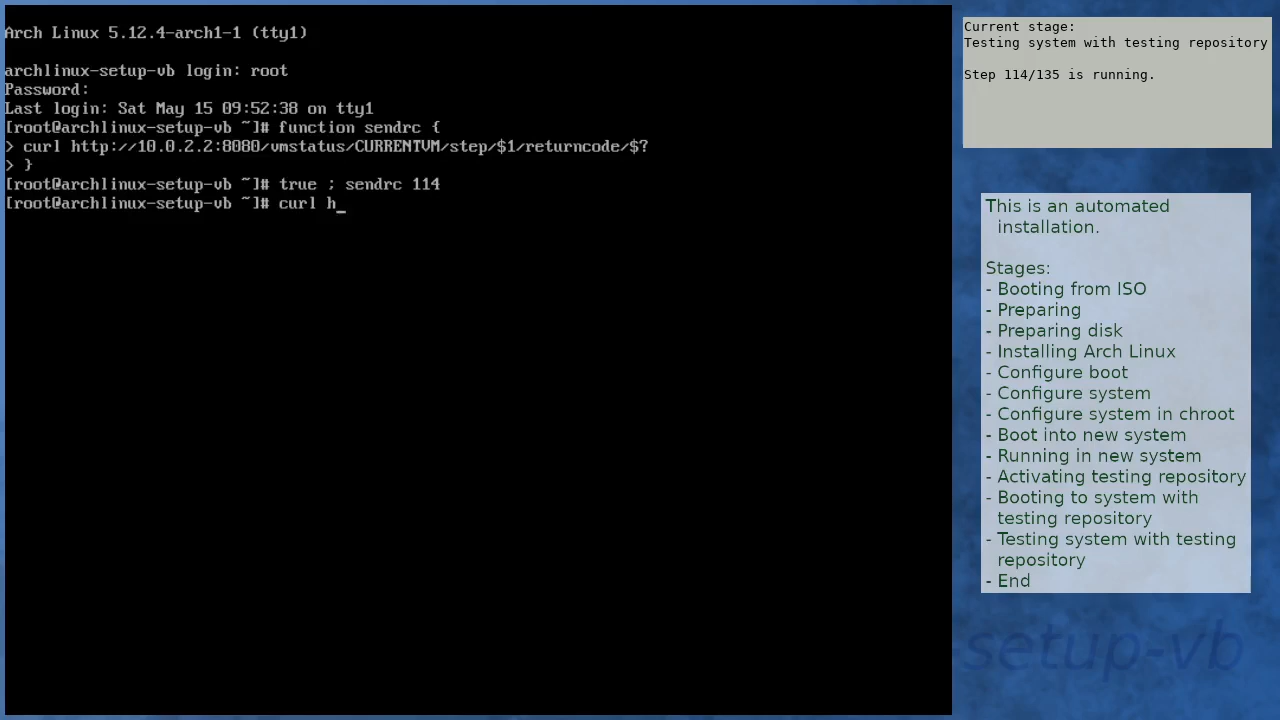 Arch Linux 5.12.4-arch1-1 (tty1)
archlinux-setup-vb login: root
Password:
Last login: Sat May 15 09:52:38 on tty1
[root@archlinux-setup-vb ~]# function sendrc {
> curl http://10.0.2.2:8080/vmstatus/CURRENTVM/step/$1/returncode/$?
> }
[root@archlinux-setup-vb ~]# true ; sendrc 114
[root@archlinux-setup-vb ~]# curl h_
Current stage:
Testing system with testing repository
Step 114/135 is running.
This is an automated
installation.
Stages:
- Booting from ISO
- Preparing
- Preparing disk
- Installing Arch Linux
- Configure boot
- Configure system
- Configure system in chroot
- Boot into new system
- Running in new system
- Activating testing repository
- Booting to system with
testing repository
- Testing system with testing
repository
- End
setup-vb